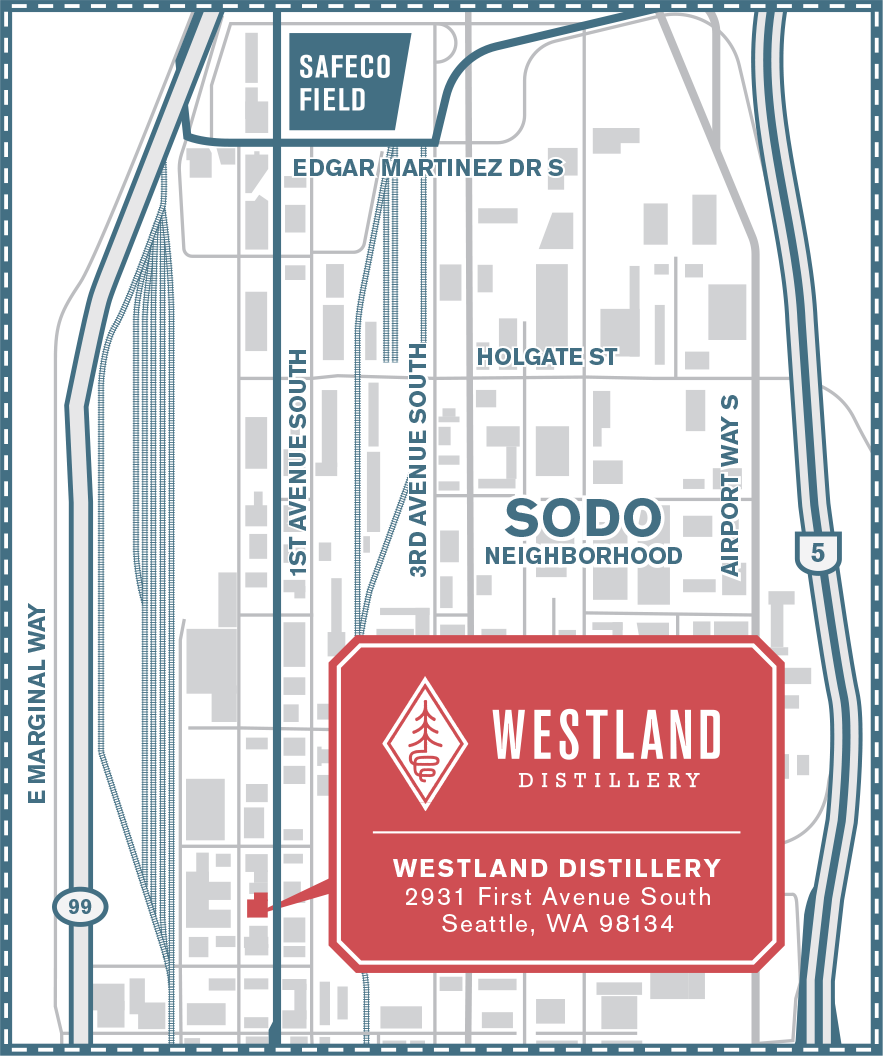 SAFECO
FIELD
EDGAR MARTINEZ DR S
HOLGATE ST
1ST AVENUE SOUTH
3RD AVENUE SOUTH
AIRPORT WAY S
SODO
NEIGHBORHOOD
5
E MARGINAL WAY
WESTLAND
DISTILLERY
WESTLAND DISTILLERY
2931 First Avenue South
Seattle, WA 98134
99